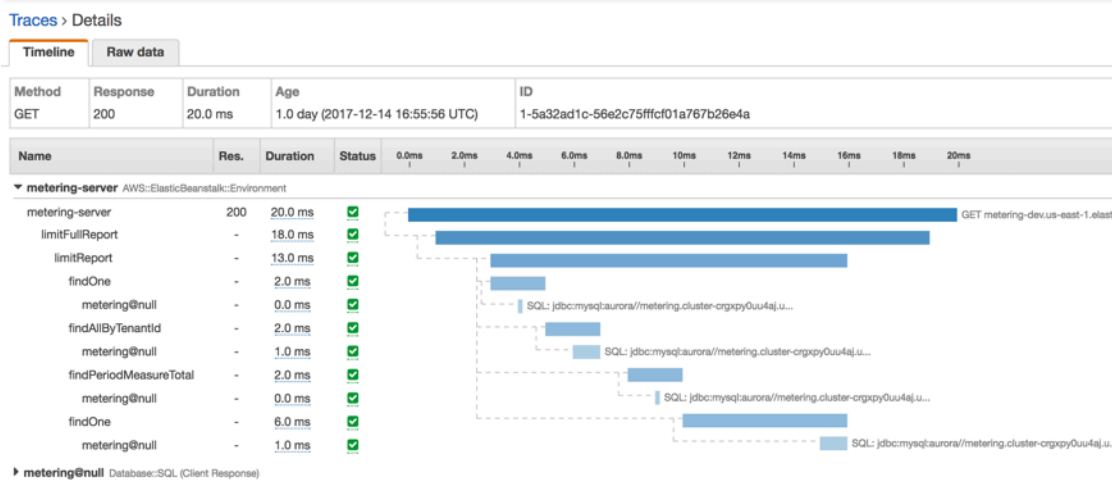 Traces > Details
Timeline Raw data
Method Response Duration Age ID
GET 200 20.0 ms 1.0 day (2017-12-14 16:55:56 UTC) 1-5a32ad1c-56e2c75fffcf01a767b26e4a
Name Res. Duration Status 0.0ms 2.0ms 4.0ms 6.0ms 8.0ms 10ms 12ms 14ms 16ms 18ms 20ms
metering-server AWS::ElasticBeanstalk::Environment
metering-server 200 20.0 ms GET metering-dev.us-east-1.elast
limitFullReport - 18.0 ms
limitReport - 13.0 ms
findOne - 2.0 ms
metering@null - 0.0 ms SQL: jdbc:mysql:aurora//metering.cluster-crgxpy0uu4aj.u...
findAllByTenantId - 2.0 ms
metering@null - 1.0 ms SQL: jdbc:mysql:aurora//metering.cluster-crgxpy0uu4aj.u...
findPeriodMeasureTotal - 2.0 ms
metering@null - 0.0 ms SQL: jdbc:mysql:aurora//metering.cluster-crgxpy0uu4aj.u...
findOne - 6.0 ms
metering@null - 1.0 ms SQL: jdbc:mysql:aurora//metering.cluster-crgxpy0uu4aj.u.
metering@null Database::SQL (Client Response)